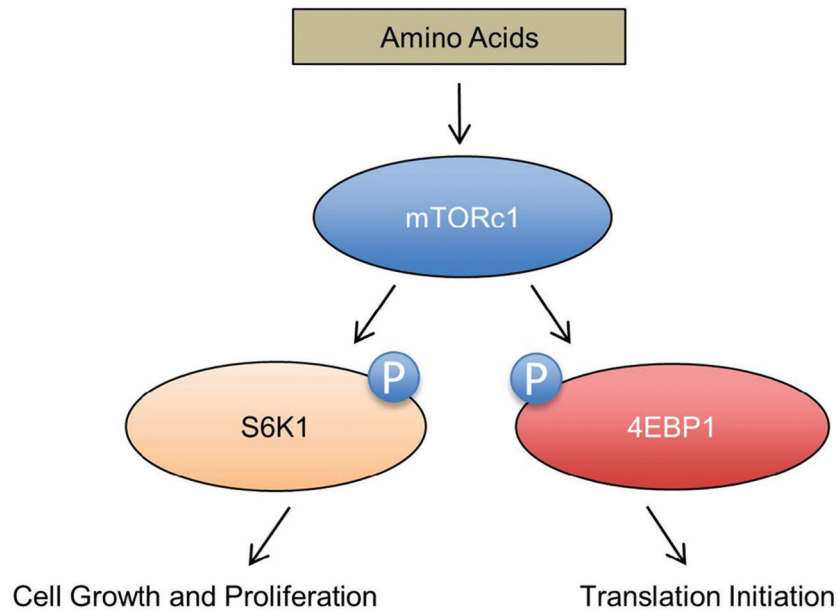 Amino Acids
mTORc1
P
P
S6K1
4EBP1
Cell Growth and Proliferation
Translation Initiation